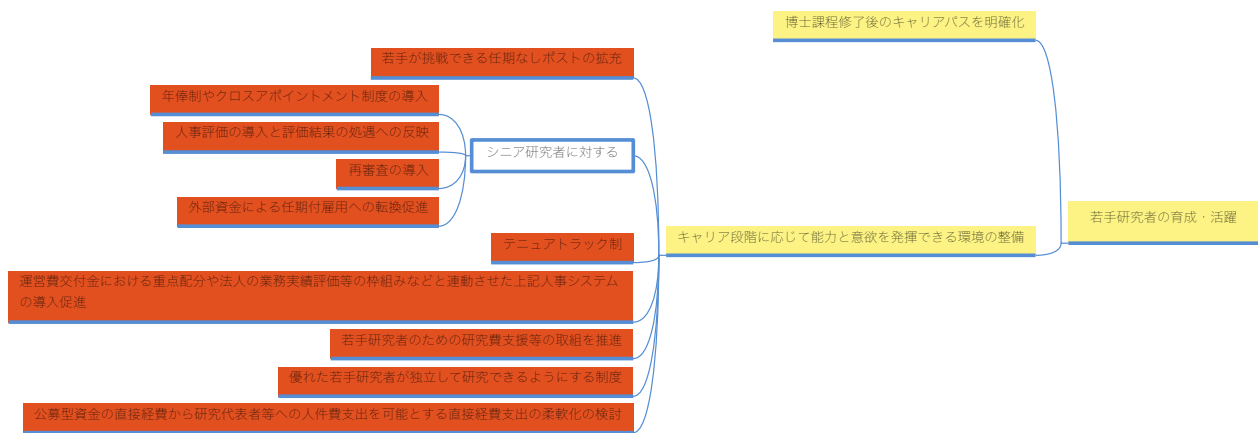 博士課程修了後のキャリアパスを明確化
若手が挑戦できる任期なしポストの拡充
年俸制やクロスアポイントメント制度の導入
人事評価の導入と評価結果の処遇への反映
シニア研究者に対する
再審査の導入
外部資金による任期付雇用への転換促進
若手研究者の育成・活躍
キャリア段階に応じて能力と意欲を発揮できる環境の整備
テニュアトラック制
運営費交付金における重点配分や法人の業務実績評価等の枠組みなどと連動させた上記人事システム
の導入促進
若手研究者のための研究費支援等の取組を推進
優れた若手研究者が独立して研究できるようにする制度
公募型資金の直接経費から研究代表者等への人件費支出を可能とする直接経費支出の柔軟化の検討